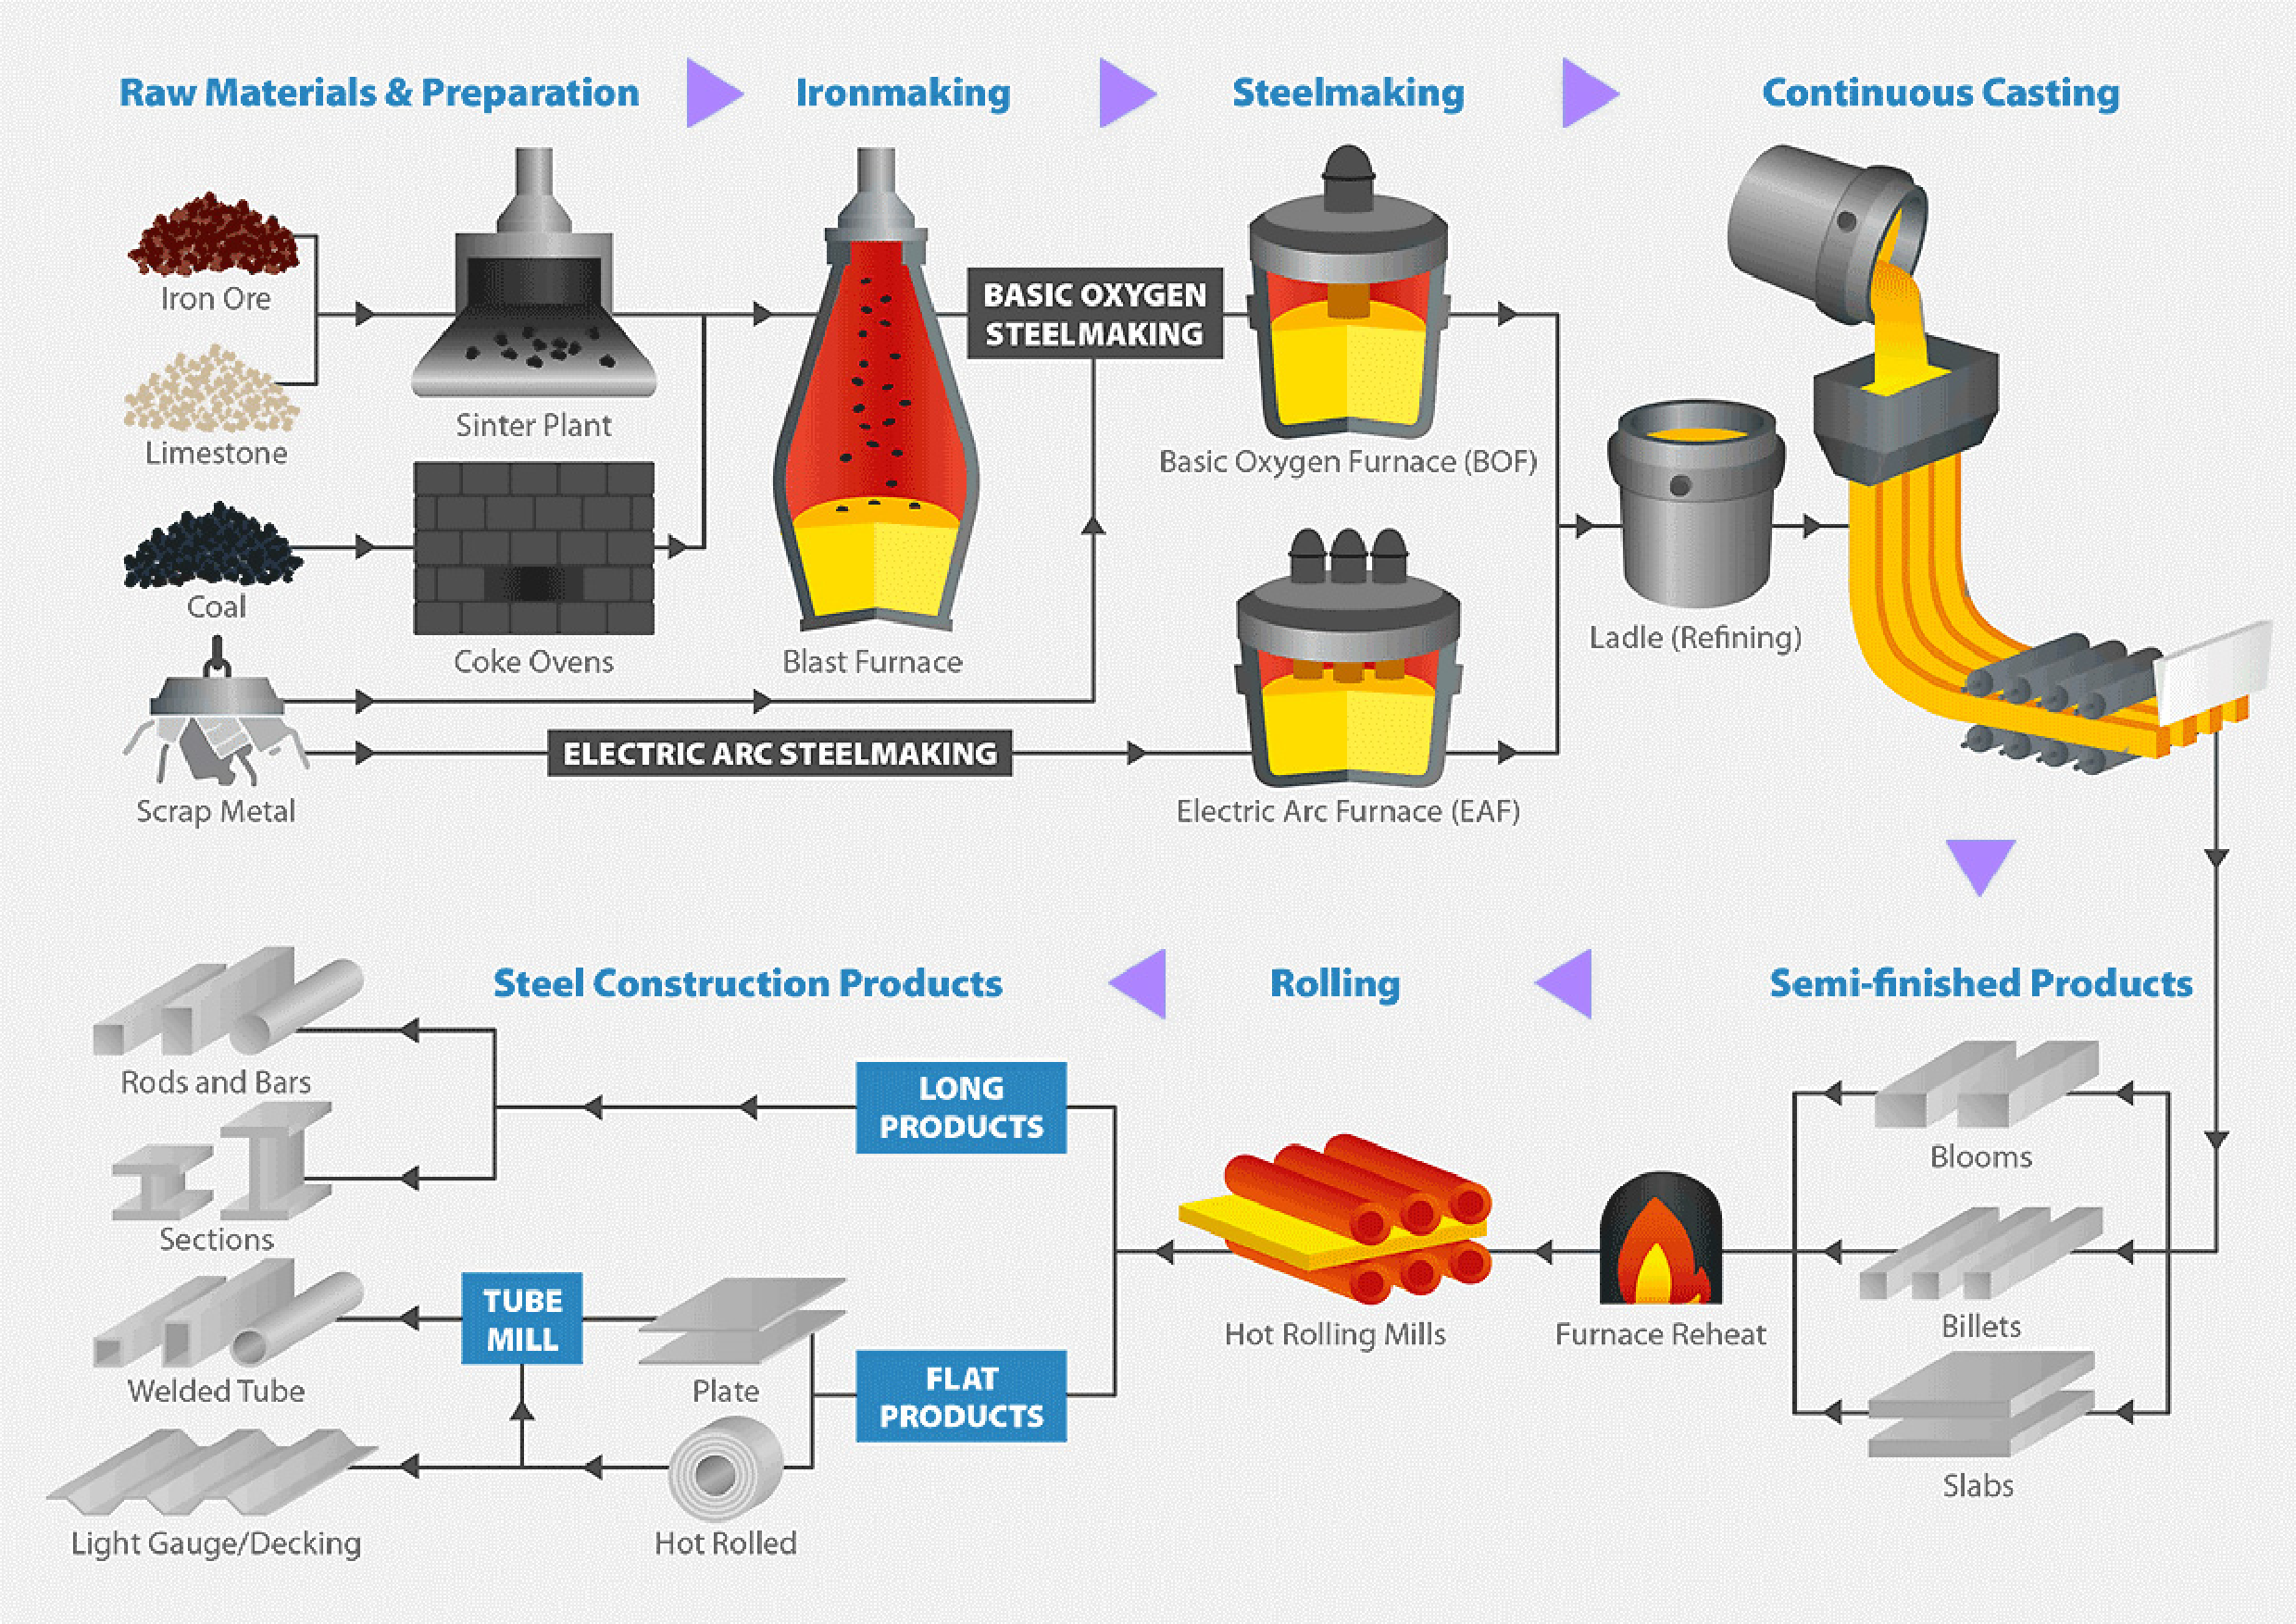 Raw Materials & Preparation
Ironmaking
Steelmaking
Continuous Casting
Iron Ore
Limestone
Coal
Scrap Metal
Sinter Plant
Coke Ovens
Blast Furnace
BASIC OXYGEN
STEELMAKING
ELECTRIC ARC STEELMAKING
Basic Oxygen Furnace (BOF)
Electric Arc Furnace (EAF)
Ladle (Refining)
Steel Construction Products
Rolling
Semi-finished Products
Rods and Bars
Sections
Welded Tube
Light Gauge/Decking
LONG
PRODUCTS
TUBE
MILL
Plate
FLAT
PRODUCTS
Hot Rolled
Hot Rolling Mills
Furnace Reheat
Blooms
Billets
Slabs